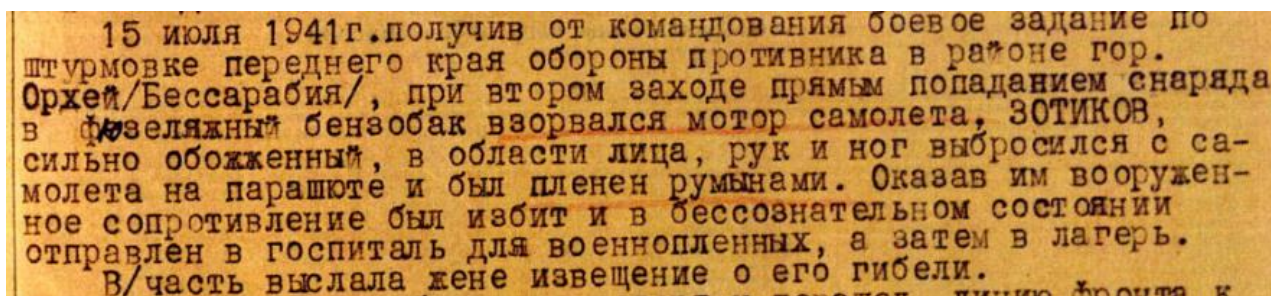 15 июля 1941г.получив от командования боевое задание по
штурмовке переднего края обороны противника в районе гор.
Орхей/Бессарабия/, при втором заходе прямым попаданием снаряда
в фюзеляжный бензобак взорвался мотор самолета, ЗОТИКОВ,
сильно обожженный, в области лица, рук и ног выбросился с са-
молета на парашюте и был пленен румынами. Оказав им вооружен-
ное сопротивление был избит и в бессознательном состоянии
отправлен в госпиталь для военнопленных, а затем в лагерь.
В/часть выслала жене извещение о его гибели.
линию фронта к